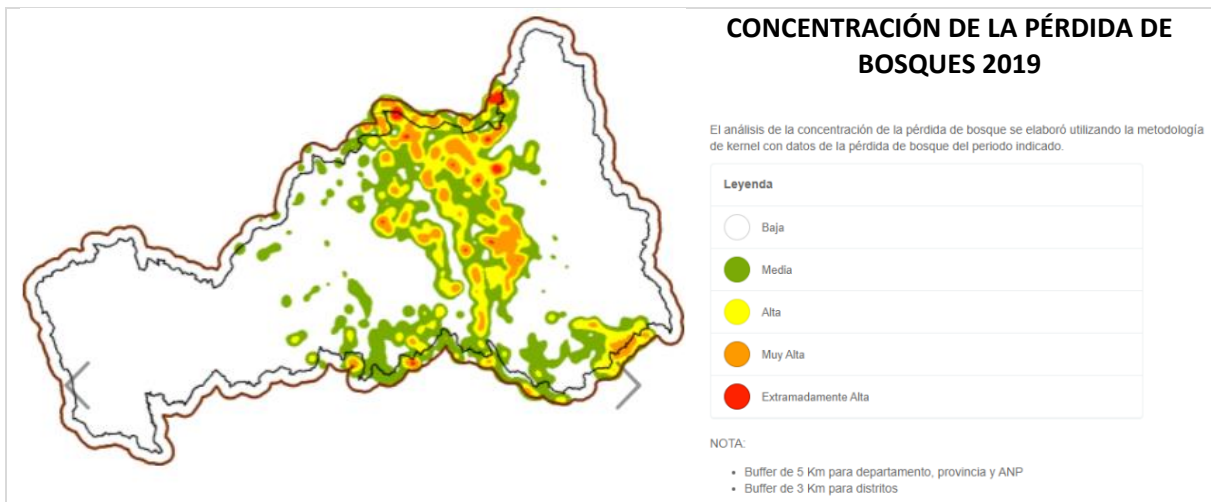 CONCENTRACIÓN DE LA PÉRDIDA DE
BOSQUES 2019
El análisis de la concentración de la pérdida de bosque se elaboró utilizando la metodología
de kernel con datos de la pérdida de bosque del periodo indicado.
Leyenda
Baja
Media
Alta
Muy Alta
Extramadamente Alta
NOTA:
• Buffer de 5 Km para departamento, provincia y ANP
• Buffer de 3 Km para distritos